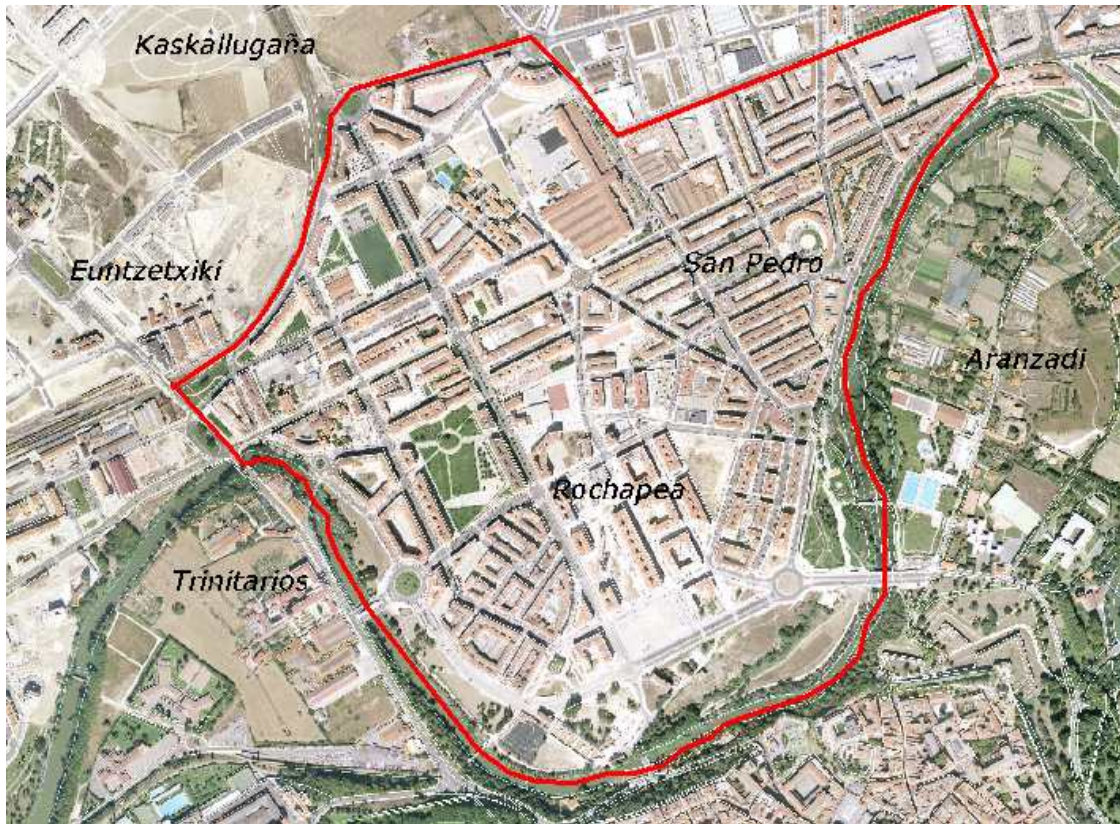 Kaskallugaña
Euntzetxiki
San Pedro
Aranzadi
Rochapea
Trinitarios